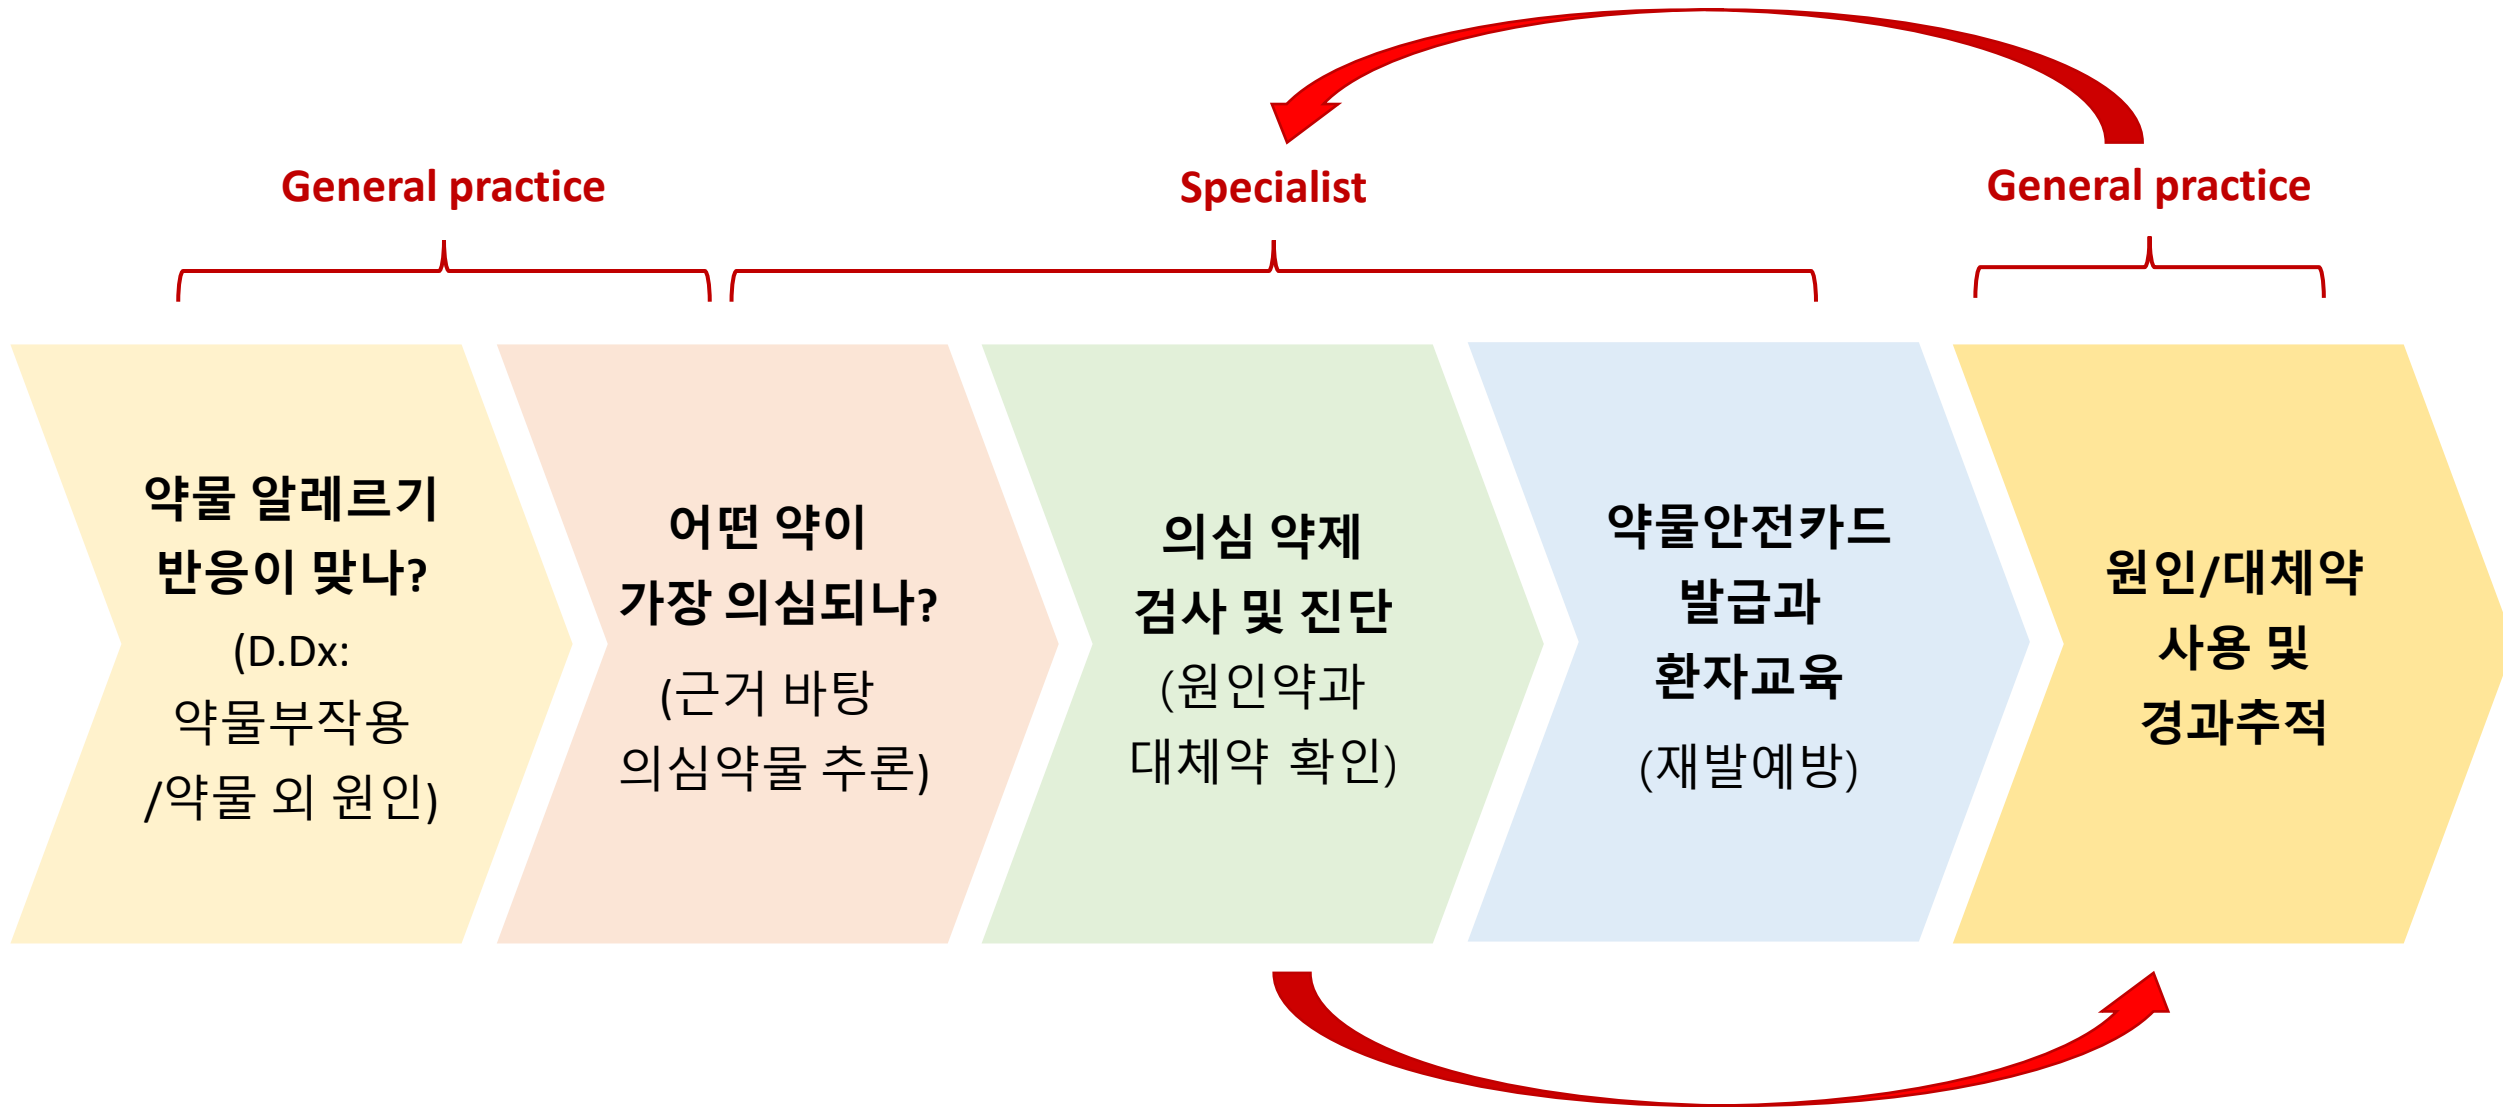 General practice
Specialist
General practice
약물 알레르기
반응이 맞나?
(D.Dx:
약물부작용
/약물 외 원인)
어떤 약이
가장 의심되나?
(근거 바탕
의심약물 추론)
의심 약제
검사 및 진단
(원인약과
대체약 확인)
약물안전카드
발급과
환자교육
(재발예방)
원인/대체약
사용 및
경과추적